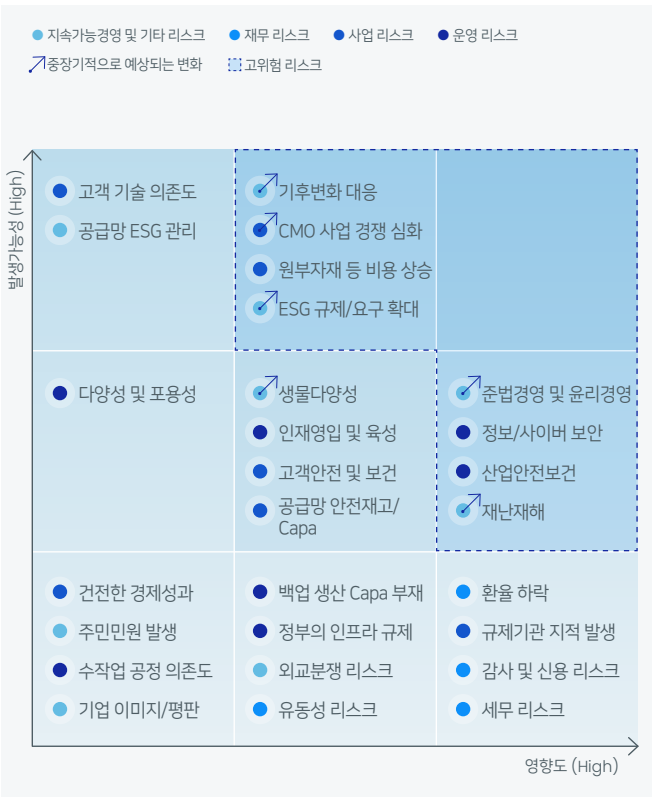 지속가능경영 및 기타 리스크 재무 리스크 사업 리스크 운영 리스크
중장기적으로 예상되는 변화 고위험 리스크
발생가능성 (High)
고객 기술 의존도
공급망 ESG 관리
기후변화 대응
CMO 사업 경쟁 심화
원부자재 등 비용 상승
ESG 규제/요구 확대
다양성 및 포용성
생물다양성
인재영입 및 육성
고객안전 및 보건
공급망 안전재고/
Capa
준법경영 및 윤리경영
정보/사이버 보안
산업안전보건
재난재해
건전한 경제성과
주민민원 발생
수작업 공정 의존도
기업 이미지/평판
백업 생산 Capa 부재
정부의 인프라 규제
외교분쟁 리스크
유동성 리스크
환율 하락
규제기관 지적 발생
감사 및 신용 리스크
세무 리스크
영향도 (High)